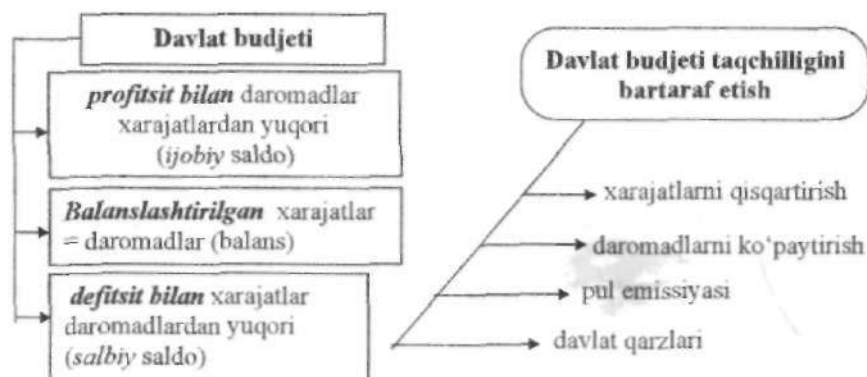 Davlat budjeti
profitsit bilan daromadlar
xarajatlardan yuqori
(ijobiy saldo)
Balanslashtirilgan xarajatlar
= daromadlar (balans)
defitsit bilan xarajatlar
daromadlardan yuqori
(salbiy saldo)
Davlat budjeti taqchilligini
bartaraf etish
xarajatlarni qisqartirish
daromadlarni ko‘paytirish
pul emissiyasi
davlat qarzlari